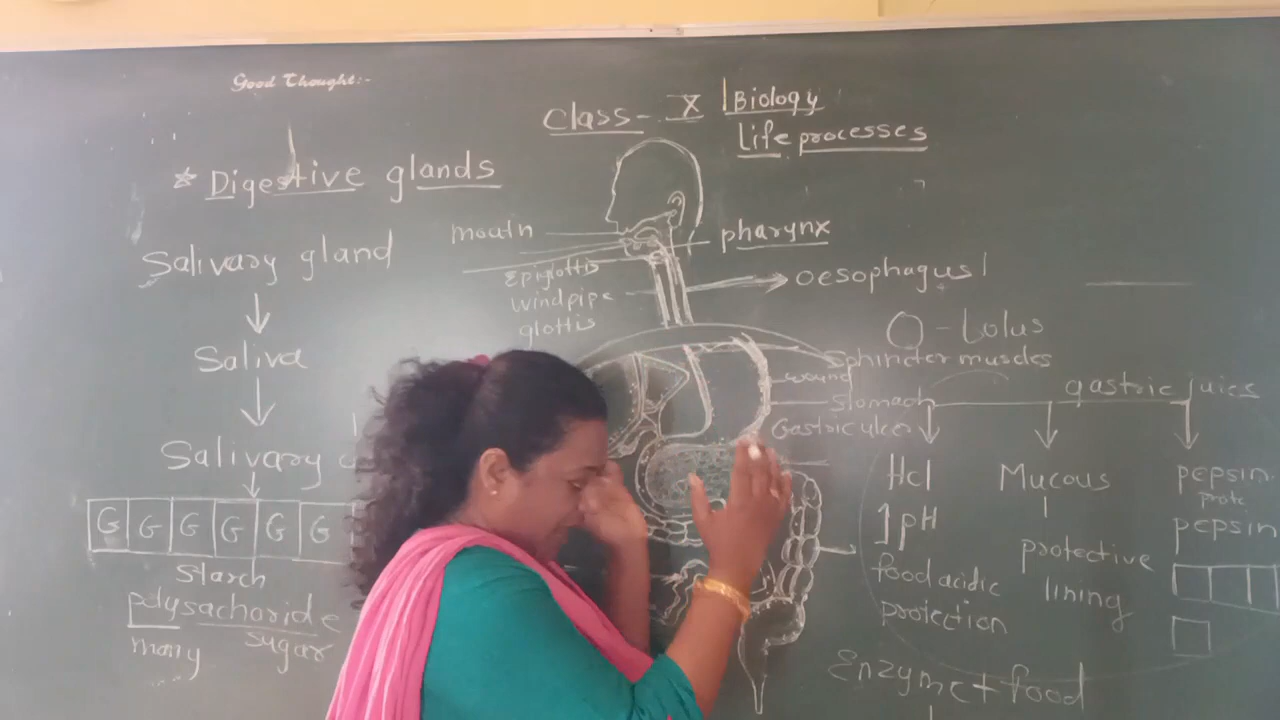 Good Thought:-
Class- X | Biology
Life processes
* Digestive glands
Salivary gland
Saliva
Salivary
G G G G G G
Starch
polysacharide
many sugar
mouth
Epiglottis
windpipe
glottis
pharynx
oesophagus
O - bolus
Sphincter muscles
wound
Stomach
Gastric ulcer
gastric juices
Hcl
↑pH
food acidic
protection
Mucous
protective
lining
pepsin
prote
pepsin
Enzyme + food